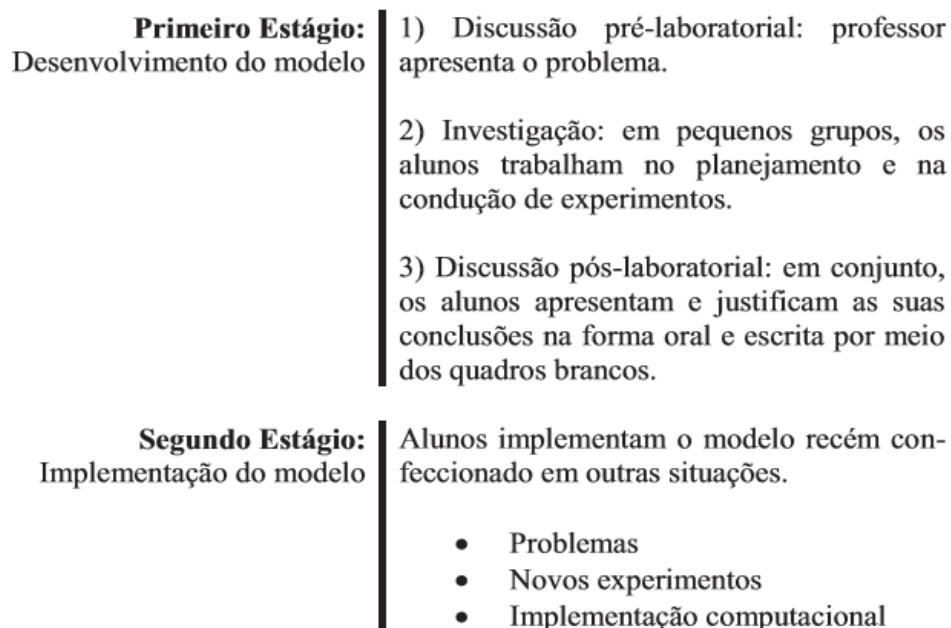 Primeiro Estágio:
Desenvolvimento do modelo
1) Discussão pré-laboratorial: professor
apresenta o problema.
2) Investigação: em pequenos grupos, os
alunos trabalham no planejamento e na
condução de experimentos.
3) Discussão pós-laboratorial: em conjunto,
os alunos apresentam e justificam as suas
conclusões na forma oral e escrita por meio
dos quadros brancos.
Segundo Estágio:
Implementação do modelo
Alunos implementam o modelo recém con-
feccionado em outras situações.
• Problemas
• Novos experimentos
• Implementação computacional